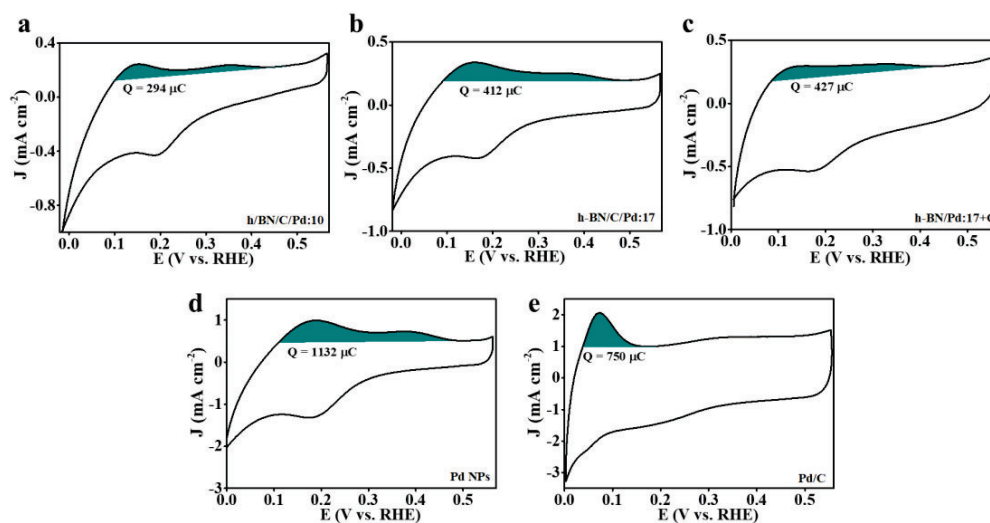 a
0.4
0.0
-0.4
-0.8
J (mA cm⁻²)
Q = 294 µC
h/BN/C/Pd:10
0.0 0.1 0.2 0.3 0.4 0.5
E (V vs. RHE)
b
0.5
0.0
-0.5
-1.0
J (mA cm⁻²)
Q = 412 µC
h-BN/C/Pd:17
0.0 0.1 0.2 0.3 0.4 0.5
E (V vs. RHE)
c
0.5
0.0
-0.5
-1.0
J (mA cm⁻²)
Q = 427 µC
h-BN/Pd:17+C
0.0 0.1 0.2 0.3 0.4 0.5
E (V vs. RHE)
d
2
1
0
-1
-2
-3
J (mA cm⁻²)
Q = 1132 µC
Pd NPs
0.0 0.1 0.2 0.3 0.4 0.5
E (V vs. RHE)
e
2
1
0
-1
-2
-3
J (mA cm⁻²)
Q = 750 µC
Pd/C
0.0 0.1 0.2 0.3 0.4 0.5
E (V vs. RHE)